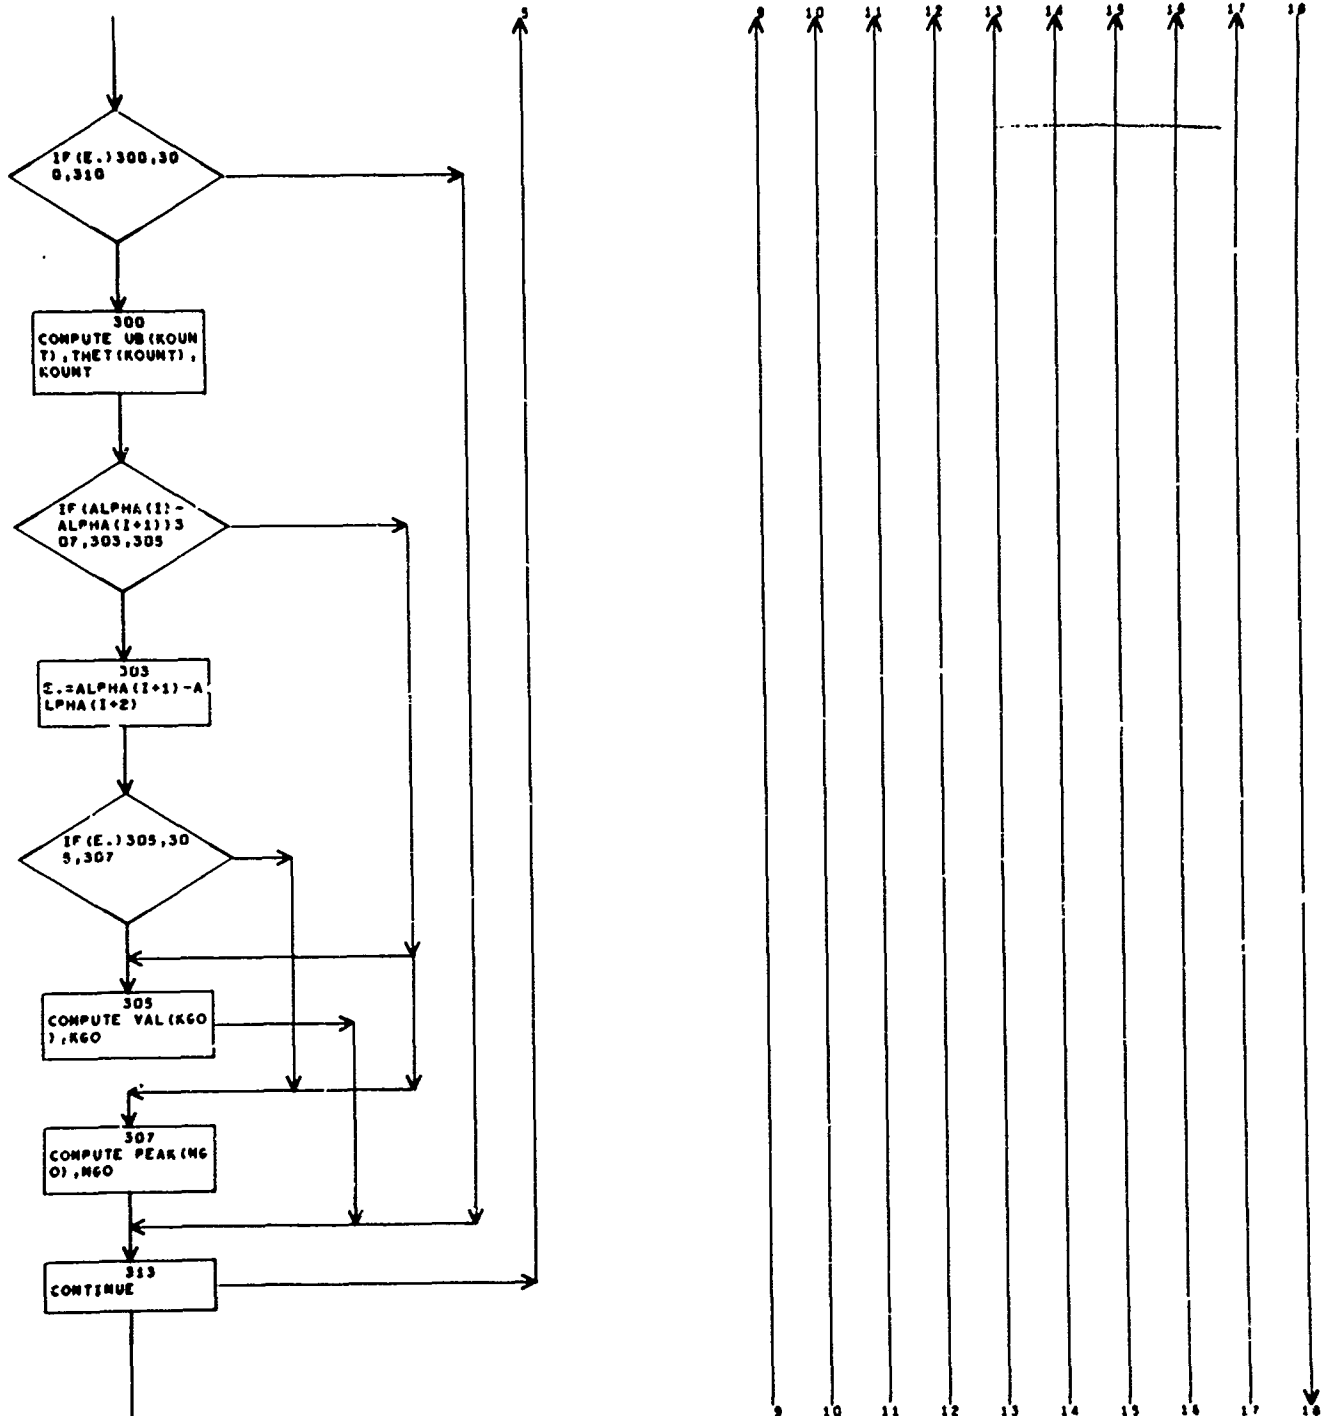 5 9 10 11 12 13 14 15 16 17 18
IF(E.)300,30
0,310
300
COMPUTE UB(KOUN
T),THET(KOUNT),
KOUNT
IF(ALPHA(I)-
ALPHA(I+1))3
07,303,305
303
E.=ALPHA(I+1)-A
LPHA(I+2)
IF(E.)305,30
5,307
305
COMPUTE VAL(KGO
),KGO
307
COMPUTE PEAK(MG
O),MGO
313
CONTINUE
9 10 11 12 13 14 15 16 17 18